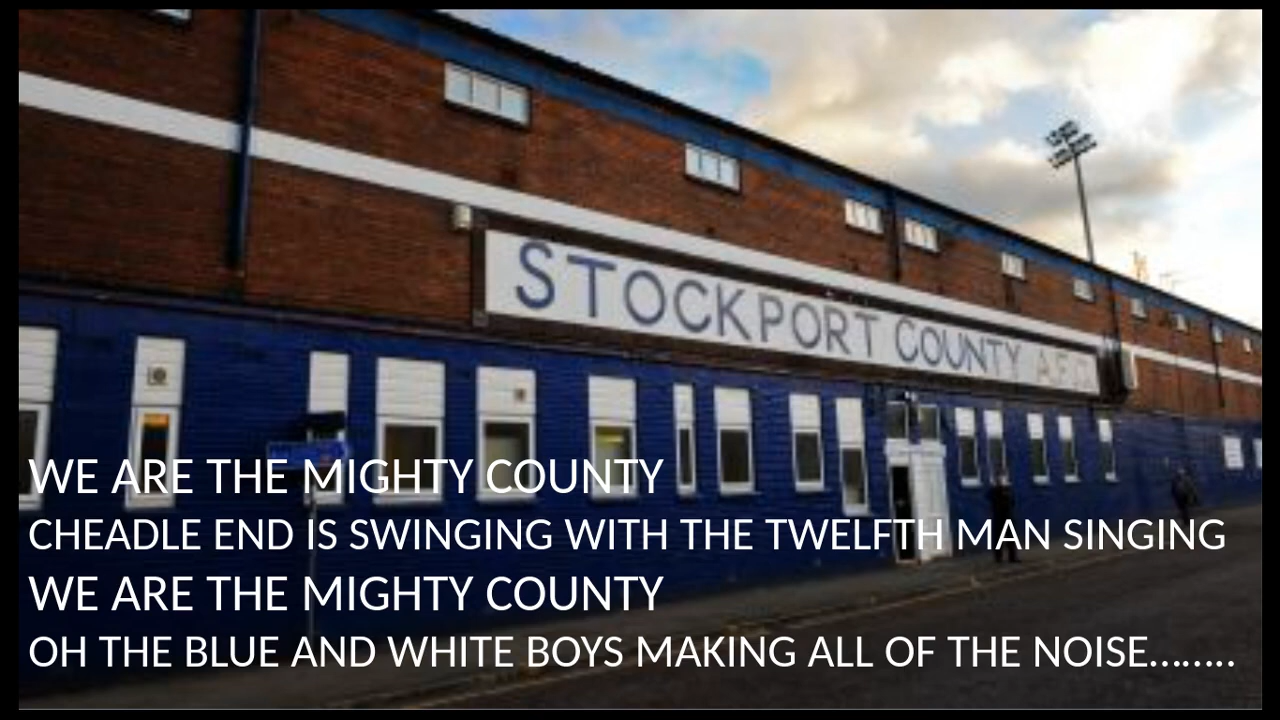 STOCKPORT COUNTY A.F.C.
WE ARE THE MIGHTY COUNTY
CHEADLE END IS SWINGING WITH THE TWELFTH MAN SINGING
WE ARE THE MIGHTY COUNTY
OH THE BLUE AND WHITE BOYS MAKING ALL OF THE NOISE........